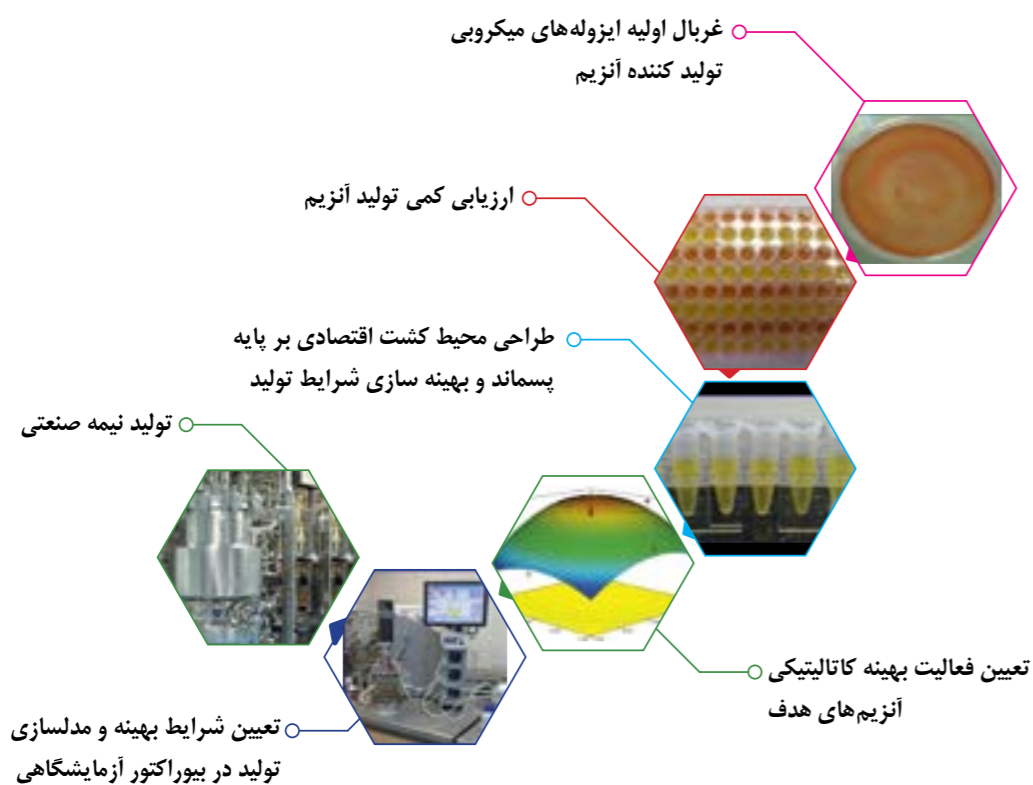 غربال اولیه ایزوله‌های میکروبی
تولید کننده آنزیم
ارزیابی کمی تولید آنزیم
طراحی محیط کشت اقتصادی بر پایه
پسماند و بهینه سازی شرایط تولید
تولید نیمه صنعتی
تعیین فعالیت بهینه کاتالیتیکی
آنزیم‌های هدف
تعیین شرایط بهینه و مدلسازی
تولید در بیوراکتور آزمایشگاهی